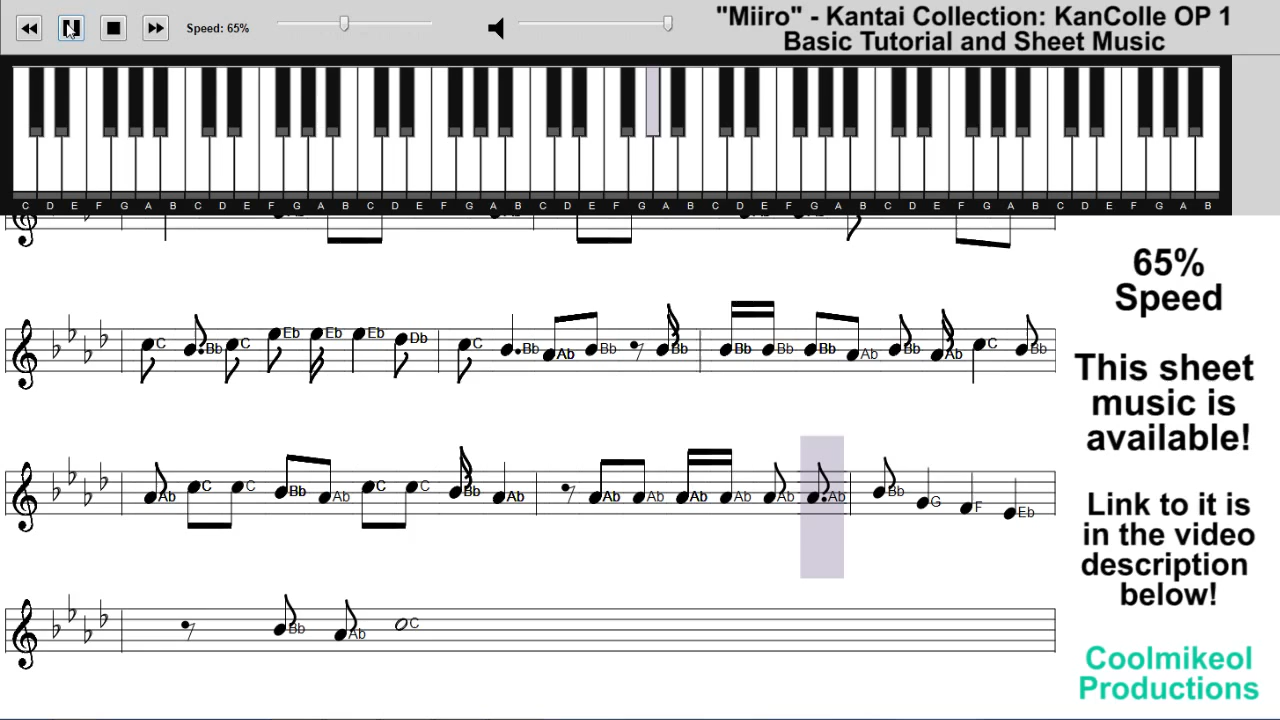 Speed: 65%
"Miiro" - Kantai Collection: KanColle OP 1
Basic Tutorial and Sheet Music
C D E F G A B C D E F G A B C D E F G A B C D E F G A B C D E F G A B C D E F G A B C D E F G A B
C Bb C Eb Eb Eb Db C Bb Ab Bb Bb Bb Bb Bb Ab Bb Ab C Bb
Ab C C Bb Ab C C Bb Ab Ab Ab Ab Ab Ab Ab Bb G F Eb
Bb Ab C
65%
Speed
This sheet
music is
available!
Link to it is
in the video
description
below!
Coolmikeol
Productions